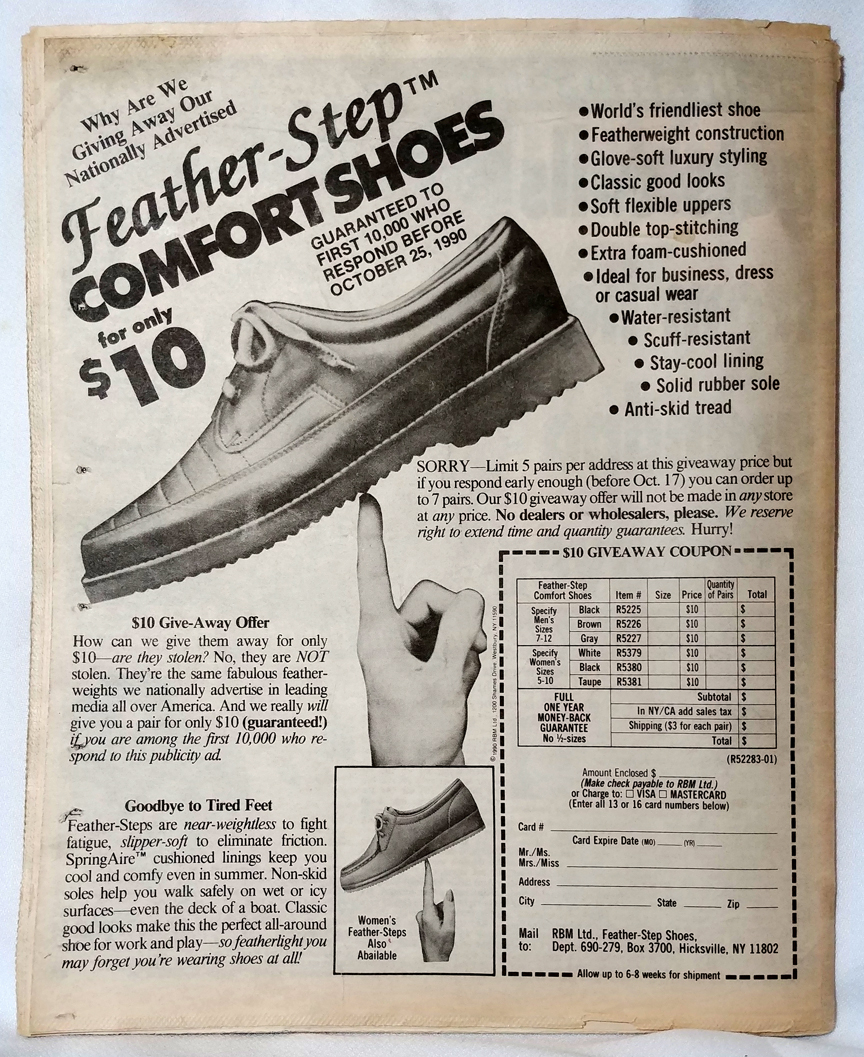 Why Are We
Giving Away Our
Nationally Advertised
Feather-Step™
COMFORT SHOES
for only
$10
GUARANTEED TO
FIRST 10,000 WHO
RESPOND BEFORE
OCTOBER 25, 1990
● World's friendliest shoe
● Featherweight construction
● Glove-soft luxury styling
● Classic good looks
● Soft flexible uppers
● Double top-stitching
● Extra foam-cushioned
● Ideal for business, dress
or casual wear
● Water-resistant
● Scuff-resistant
● Stay-cool lining
● Solid rubber sole
● Anti-skid tread
SORRY—Limit 5 pairs per address at this giveaway price but
if you respond early enough (before Oct. 17) you can order up
to 7 pairs. Our $10 giveaway offer will not be made in any store
at any price. No dealers or wholesalers, please. We reserve
right to extend time and quantity guarantees. Hurry!
$10 Give-Away Offer
How can we give them away for only
$10—are they stolen? No, they are NOT
stolen. They're the same fabulous feather-
weights we nationally advertise in leading
media all over America. And we really will
give you a pair for only $10 (guaranteed!)
if you are among the first 10,000 who re-
spond to this publicity ad.
Goodbye to Tired Feet
Feather-Steps are near-weightless to fight
fatigue, slipper-soft to eliminate friction.
SpringAire™ cushioned linings keep you
cool and comfy even in summer. Non-skid
soles help you walk safely on wet or icy
surfaces—even the deck of a boat. Classic
good looks make this the perfect all-around
shoe for work and play—so featherlight you
may forget you're wearing shoes at all!
Women's
Feather-Steps
Also
Abailable
© 1990 RBM Ltd., 1200 Shames Drive, Westbury, NY 11590
$10 GIVEAWAY COUPON
Feather-Step Comfort Shoes Item # Size Price Quantity of Pairs Total
Specify Men's Sizes 7-12
Black R5225 $10 $
Brown R5226 $10 $
Gray R5227 $10 $
Specify Women's Sizes 5-10
White R5379 $10 $
Black R5380 $10 $
Taupe R5381 $10 $
FULL
ONE YEAR
MONEY-BACK
GUARANTEE
No ½-sizes
Subtotal $
In NY/CA add sales tax $
Shipping ($3 for each pair) $
Total $
(R52283-01)
Amount Enclosed $
(Make check payable to RBM Ltd.)
or Charge to: □ VISA □ MASTERCARD
(Enter all 13 or 16 card numbers below)
Card #
Card Expire Date (MO) (YR)
Mr./Ms.
Mrs./Miss
Address
City State Zip
Mail to: RBM Ltd., Feather-Step Shoes,
Dept. 690-279, Box 3700, Hicksville, NY 11802
Allow up to 6-8 weeks for shipment